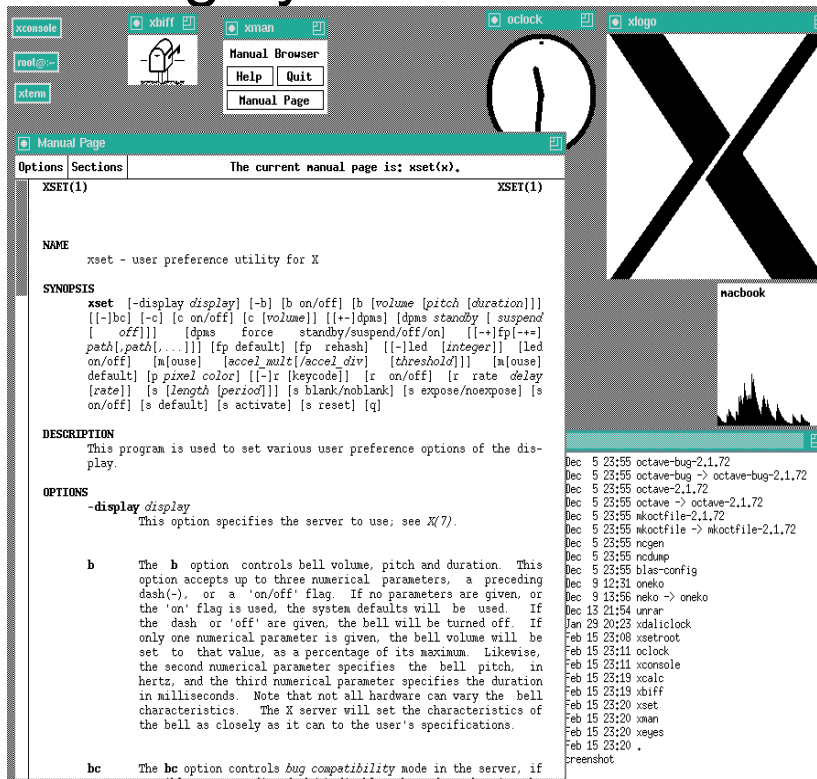 xbiff
oclock
xlogo
xconsole
xman
root@:~
xterm
Manual Browser
Help Quit
Manual Page
Manual Page
Options Sections The current manual page is: xset(x).
XSET(1) XSET(1)
NAME
xset - user preference utility for X
SYNOPSIS
xset [-display display] [-b] [b on/off] [b [volume [pitch [duration]]]
[[-]bc] [-c] [c on/off] [c [volume]] [[+-]dpms] [dpms standby [ suspend
[ off]]] [dpms force standby/suspend/off/on] [[-+]fp[-+=]
path[,path[,...]]] [fp default] [fp rehash] [[-]led [integer]] [led
on/off] [m[ouse] [accel_mult[/accel_div] [threshold]]] [m[ouse]
default] [p pixel color] [[-]r [keycode]] [r on/off] [r rate delay
[rate]] [s [length [period]]] [s blank/noblank] [s expose/noexpose] [s
on/off] [s default] [s activate] [s reset] [q]
DESCRIPTION
This program is used to set various user preference options of the dis-
play.
OPTIONS
-display display
This option specifies the server to use; see X(7).
b The b option controls bell volume, pitch and duration. This
option accepts up to three numerical parameters, a preceding
dash(-), or a 'on/off' flag. If no parameters are given, or
the 'on' flag is used, the system defaults will be used. If
the dash or 'off' are given, the bell will be turned off. If
only one numerical parameter is given, the bell volume will be
set to that value, as a percentage of its maximum. Likewise,
the second numerical parameter specifies the bell pitch, in
hertz, and the third numerical parameter specifies the duration
in milliseconds. Note that not all hardware can vary the bell
characteristics. The X server will set the characteristics of
the bell as closely as it can to the user's specifications.
bc The bc option controls bug compatibility mode in the server, if
macbook
Dec 5 23:55 octave-bug-2.1.72
Dec 5 23:55 octave-bug -> octave-bug-2.1.72
Dec 5 23:55 octave-2.1.72
Dec 5 23:55 octave -> octave-2.1.72
Dec 5 23:55 mkoctfile-2.1.72
Dec 5 23:55 mkoctfile -> mkoctfile-2.1.72
Dec 5 23:55 ncgen
Dec 5 23:55 ncdump
Dec 5 23:55 blas-config
Dec 9 12:31 oneko
Dec 9 13:56 neko -> oneko
Dec 13 21:54 unrar
Jan 29 20:23 xdaliclock
Feb 15 23:08 xsetroot
Feb 15 23:11 oclock
Feb 15 23:11 xconsole
Feb 15 23:19 xcalc
Feb 15 23:19 xbiff
Feb 15 23:20 xset
Feb 15 23:20 xman
Feb 15 23:20 xeyes
Feb 15 23:20 .
creenshot